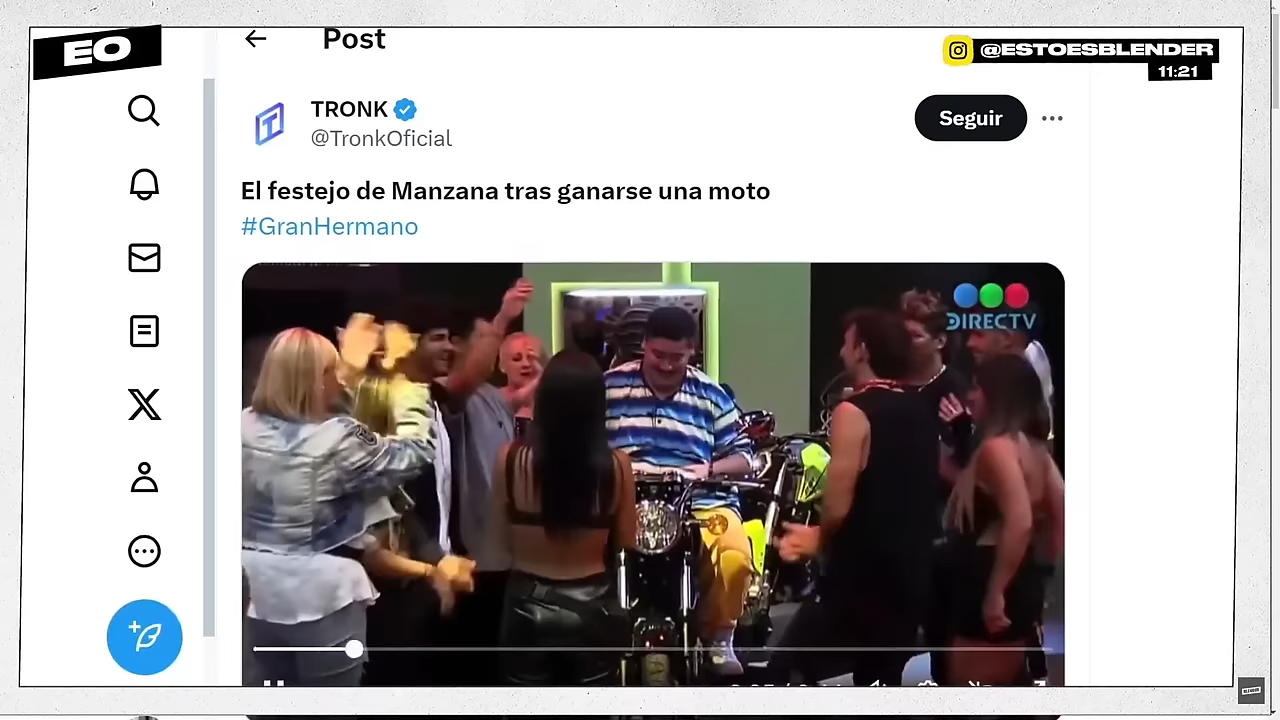 EO
@ESTOESBLENDER
11:21
Post
TRONK
@TronkOficial
Seguir
El festejo de Manzana tras ganarse una moto
#GranHermano
DIRECTV